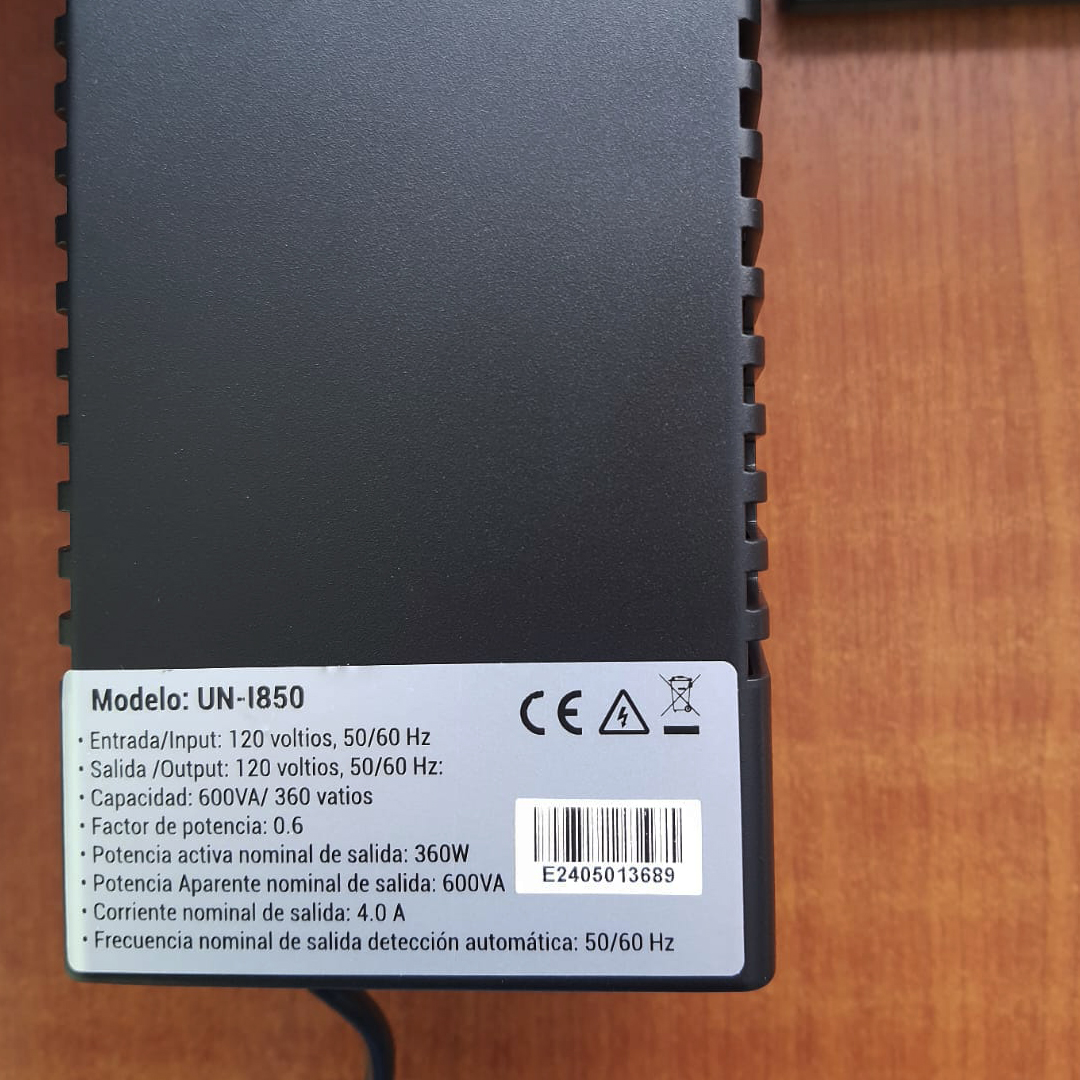 Modelo: UN-I850
CE
• Entrada/Input: 120 voltios, 50/60 Hz
• Salida /Output: 120 voltios, 50/60 Hz:
• Capacidad: 600VA/ 360 vatios
• Factor de potencia: 0.6
• Potencia activa nominal de salida: 360W
• Potencia Aparente nominal de salida: 600VA
• Corriente nominal de salida: 4.0 A
• Frecuencia nominal de salida detección automática: 50/60 Hz
E2405013689